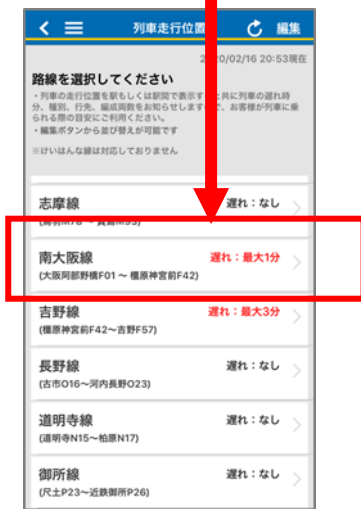 列車走行位置
編集
20/02/16 20:53現在
路線を選択してください
・列車の走行位置を駅もしくは駅間で表示す と共に列車の遅れ時
分、種別、行先、編成両数をお知らせしますので、お客様が列車に乗
られる際の目安にご利用ください。
・編集ボタンから並び替えが可能です
※けいはんな線は対応しておりません
志摩線 遅れ：なし
南大阪線 遅れ：最大1分
(大阪阿部野橋F01 ～ 橿原神宮前F42)
吉野線 遅れ：最大3分
(橿原神宮前F42～吉野F57)
長野線 遅れ：なし
(古市O16～河内長野O23)
道明寺線 遅れ：なし
(道明寺N15～柏原N17)
御所線 遅れ：なし
(尺土P23～近鉄御所P26)